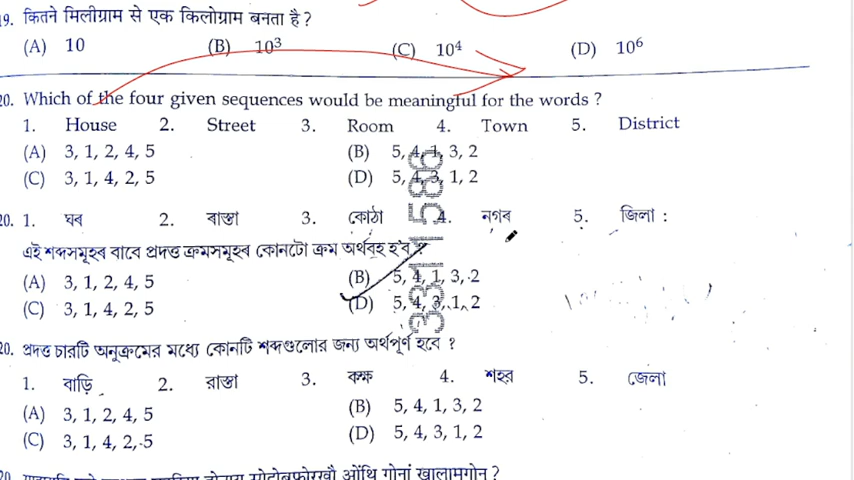 19. कितने मिलीग्राम से एक किलोग्राम बनता है ?
(A) 10 (B) 10³ (C) 10⁴ (D) 10⁶
20. Which of the four given sequences would be meaningful for the words ?
1. House 2. Street 3. Room 4. Town 5. District
(A) 3, 1, 2, 4, 5 (B) 5, 4, 1, 3, 2
(C) 3, 1, 4, 2, 5 (D) 5, 4, 3, 1, 2
20. 1. ঘৰ 2. ৰাস্তা 3. কোঠা 4. নগৰ 5. জিলা :
এই শব্দসমূহৰ বাবে প্ৰদত্ত ক্ৰমসমূহৰ কোনটো ক্ৰম অৰ্থবহ হ'ব ?
(A) 3, 1, 2, 4, 5 (B) 5, 4, 1, 3, 2
(C) 3, 1, 4, 2, 5 (D) 5, 4, 3, 1, 2
20. প্রদত্ত চারটি অনুক্রমের মধ্যে কোনটি শব্দগুলোর জন্য অর্থপূর্ণ হবে ?
1. বাড়ি 2. রাস্তা 3. কক্ষ 4. শহর 5. জেলা
(A) 3, 1, 2, 4, 5 (B) 5, 4, 1, 3, 2
(C) 3, 1, 4, 2, 5 (D) 5, 4, 3, 1, 2